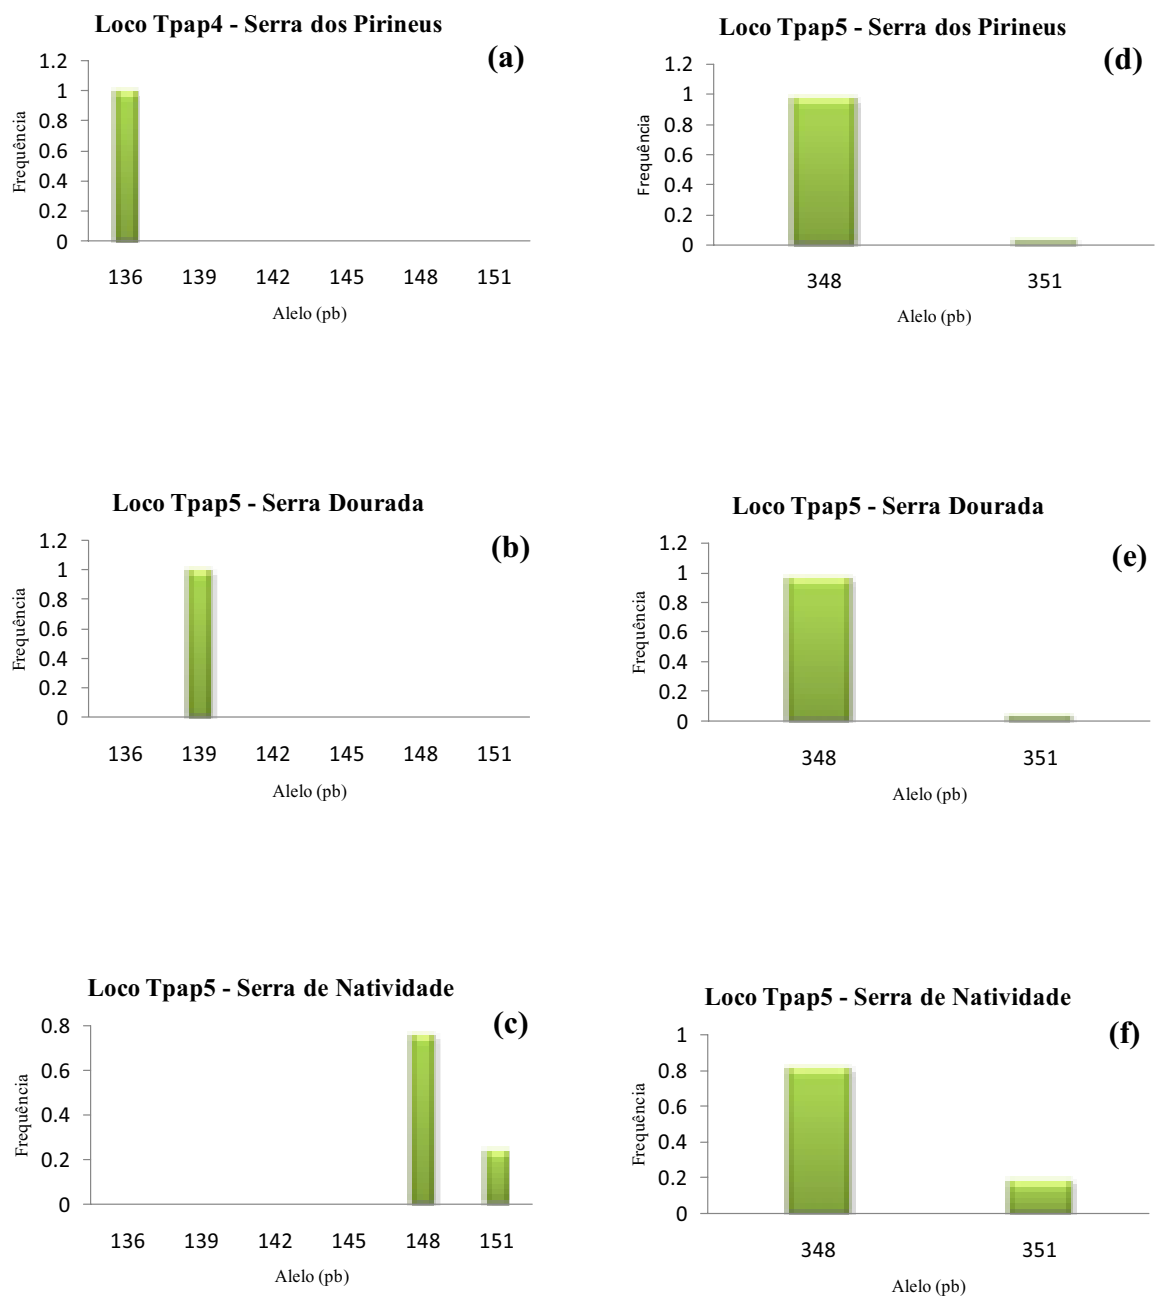 Loco Tpap4 - Serra dos Pirineus
(a)
1.2
1
0.8
0.6
0.4
0.2
0
Frequência
136 139 142 145 148 151
Alelo (pb)
Loco Tpap5 - Serra dos Pirineus
(d)
1.2
1
0.8
0.6
0.4
0.2
0
Frequência
348 351
Alelo (pb)
Loco Tpap5 - Serra Dourada
(b)
1.2
1
0.8
0.6
0.4
0.2
0
Frequência
136 139 142 145 148 151
Alelo (pb)
Loco Tpap5 - Serra Dourada
(e)
1.2
1
0.8
0.6
0.4
0.2
0
Frequência
348 351
Alelo (pb)
Loco Tpap5 - Serra de Natividade
(c)
0.8
0.6
0.4
0.2
0
Frequência
136 139 142 145 148 151
Alelo (pb)
Loco Tpap5 - Serra de Natividade
(f)
1
0.8
0.6
0.4
0.2
0
Frequência
348 351
Alelo (pb)